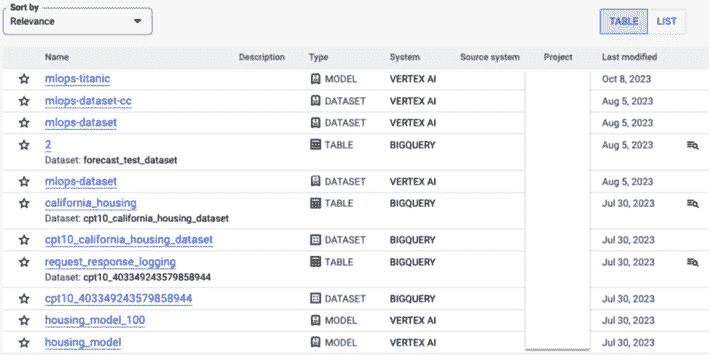 Sort by
Relevance
TABLE LIST
Name Description Type System Source system Project Last modified
mlops-titanic MODEL VERTEX AI Oct 8, 2023
mlops-dataset-cc DATASET VERTEX AI Aug 5, 2023
mlops-dataset DATASET VERTEX AI Aug 5, 2023
2 TABLE BIGQUERY Aug 5, 2023
Dataset: forecast_test_dataset
mlops-dataset DATASET VERTEX AI Aug 5, 2023
california_housing TABLE BIGQUERY Jul 30, 2023
Dataset: cpt10_california_housing_dataset
cpt10_california_housing_dataset DATASET BIGQUERY Jul 30, 2023
request_response_logging TABLE BIGQUERY Jul 30, 2023
Dataset: cpt10_403349243579858944
cpt10_403349243579858944 DATASET BIGQUERY Jul 30, 2023
housing_model_100 MODEL VERTEX AI Jul 30, 2023
housing_model MODEL VERTEX AI Jul 30, 2023